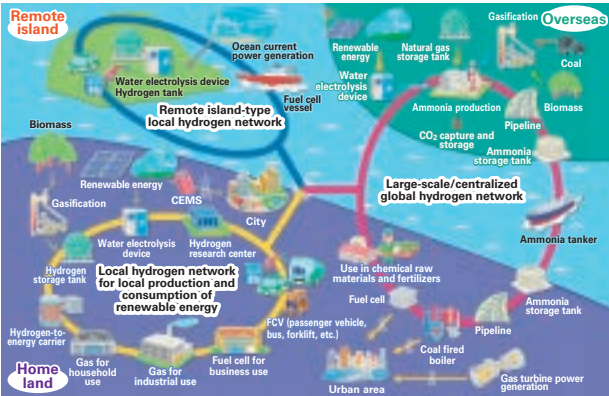 Remote
island
Ocean current
power generation
Water electrolysis device
Hydrogen tank
Fuel cell
vessel
Remote island-type
local hydrogen network
Gasification
Overseas
Renewable
energy
Natural gas
storage tank
Coal
Water
electrolysis
device
Ammonia production
Biomass
Pipeline
CO₂ capture and
storage
Ammonia
storage tank
Large-scale/centralized
global hydrogen network
Ammonia tanker
Biomass
Renewable energy
CEMS
Gasification
City
Water electrolysis
device
Hydrogen
research center
Hydrogen
storage tank
Local hydrogen network
for local production and
consumption of
renewable energy
Use in chemical raw
materials and fertilizers
Fuel cell
Ammonia
storage tank
Hydrogen-to-
energy carrier
FCV (passenger vehicle,
bus, forklift, etc.)
Pipeline
Coal fired
boiler
Gas for
household
use
Gas for
industrial use
Fuel cell for
business use
Home
land
Urban area
Gas turbine power
generation